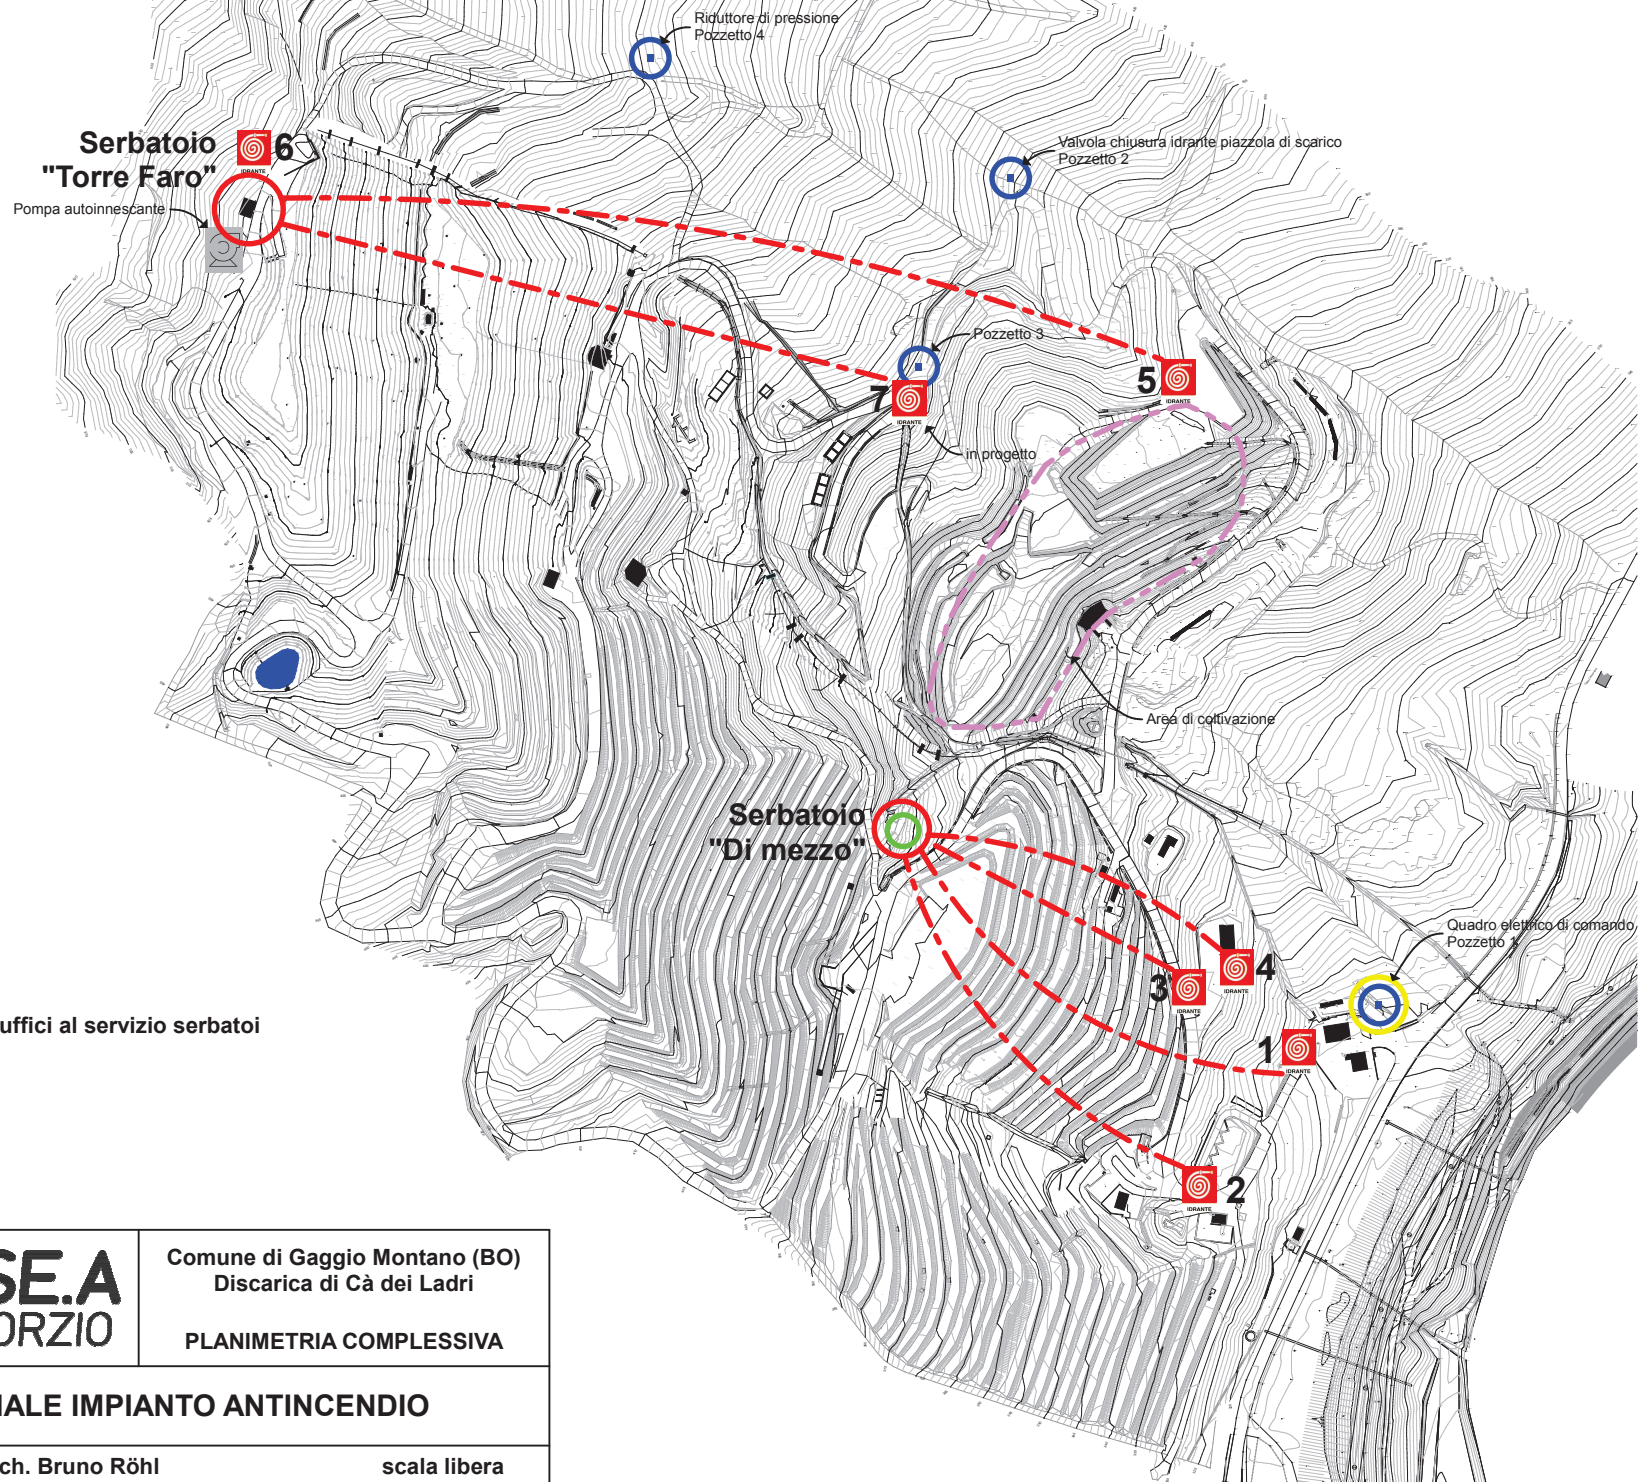 Riduttore di pressione
Pozzetto 4
Serbatoio
"Torre Faro"
6
IDRANTE
Pompa autoinnescante
Valvola chiusura idrante piazzola di scarico
Pozzetto 2
Pozzetto 3
5
IDRANTE
7
IDRANTE
in progetto
Area di coltivazione
Serbatoio
"Di mezzo"
Quadro elettrico di comando
Pozzetto 1
4
IDRANTE
3
IDRANTE
1
IDRANTE
2
IDRANTE
uffici al servizio serbatoi
SE.A
ORZIO
Comune di Gaggio Montano (BO)
Discarica di Cà dei Ladri
PLANIMETRIA COMPLESSIVA
IALE IMPIANTO ANTINCENDIO
ch. Bruno Röhl
scala libera